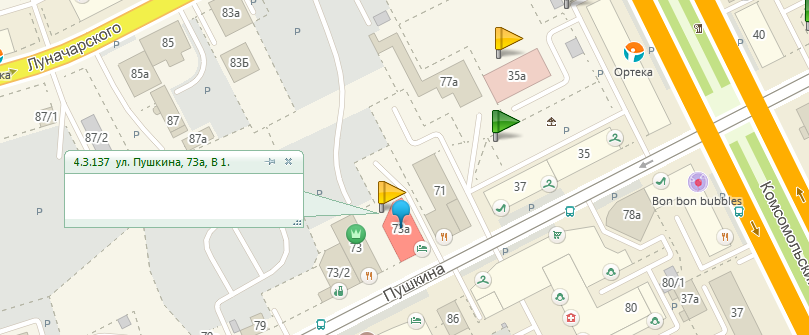 40
85
83а
Луначарского
83Б
35а
Ортека
ка
85а
77а
87
87/1
87/2
87а
35
4.3.137 ул. Пушкина, 73а, В 1.
71
37
Bon bon bubbles
78а
Комсомольский
73а
73
73/2
Пушкина
80/1
37а
37
80
86
79
79/